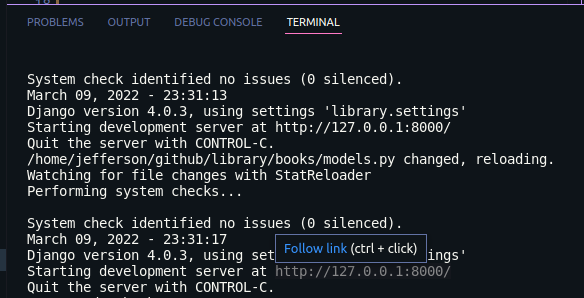 PROBLEMS OUTPUT DEBUG CONSOLE TERMINAL
System check identified no issues (0 silenced).
March 09, 2022 - 23:31:13
Django version 4.0.3, using settings 'library.settings'
Starting development server at http://127.0.0.1:8000/
Quit the server with CONTROL-C.
/home/jefferson/github/library/books/models.py changed, reloading.
Watching for file changes with StatReloader
Performing system checks...
System check identified no issues (0 silenced).
March 09, 2022 - 23:31:17
Follow link (ctrl + click)
Django version 4.0.3, using set ings'
Starting development server at http://127.0.0.1:8000/
Quit the server with CONTROL-C.